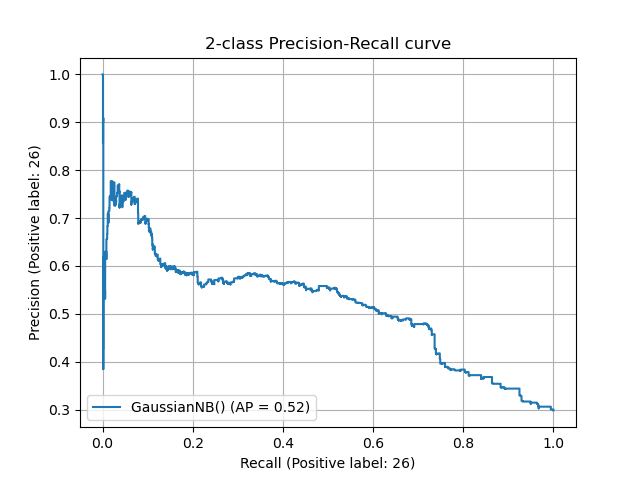 2-class Precision-Recall curve
Precision (Positive label: 26)
1.0
0.9
0.8
0.7
0.6
0.5
0.4
0.3
GaussianNB() (AP = 0.52)
0.0 0.2 0.4 0.6 0.8 1.0
Recall (Positive label: 26)